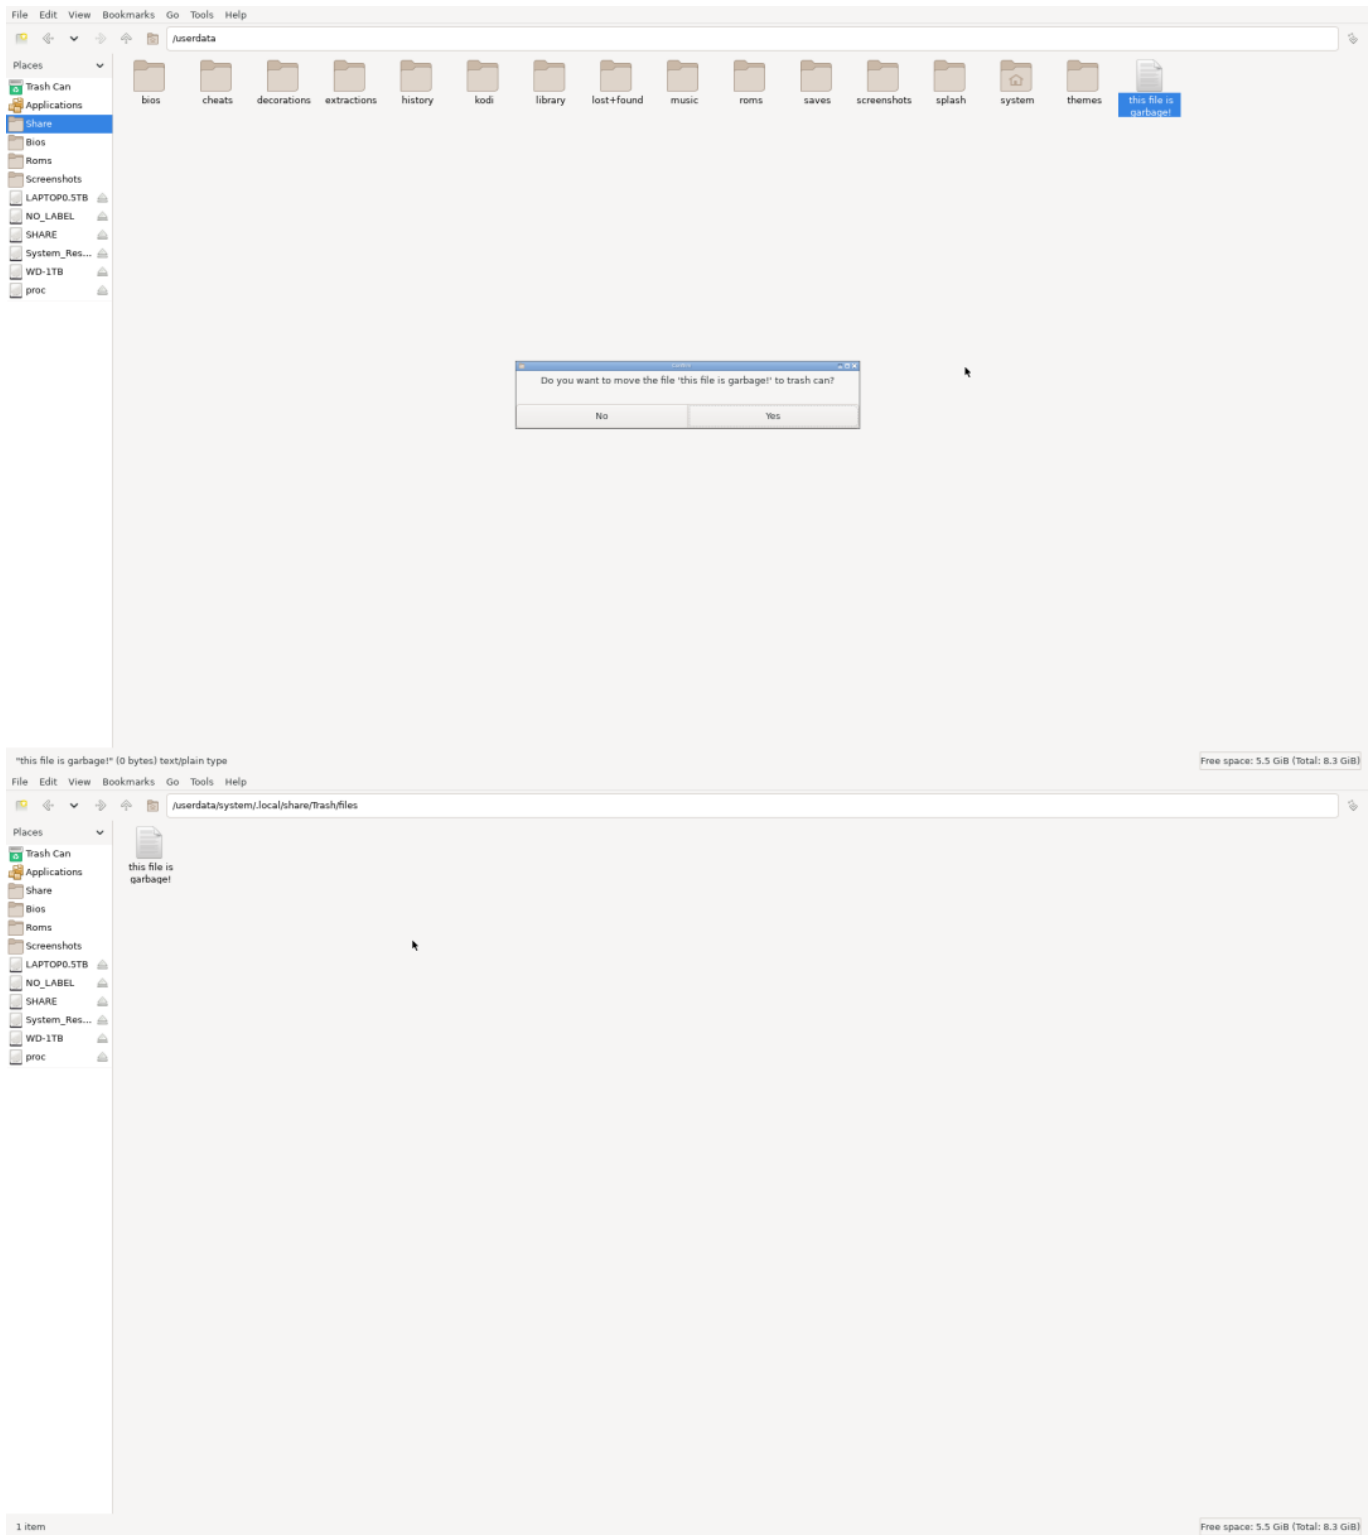 File Edit View Bookmarks Go Tools Help
/userdata
Places
Trash Can
Applications
Share
Bios
Roms
Screenshots
LAPTOP0.5TB
NO_LABEL
SHARE
System_Res...
WD-1TB
proc
bios cheats decorations extractions history kodi library lost+found music roms saves screenshots splash system themes this file is
garbage!
Do you want to move the file 'this file is garbage!' to trash can?
No Yes
"this file is garbage!" (0 bytes) text/plain type Free space: 5.5 GiB (Total: 8.3 GiB)
File Edit View Bookmarks Go Tools Help
/userdata/system/.local/share/Trash/files
Places
Trash Can
Applications
Share
Bios
Roms
Screenshots
LAPTOP0.5TB
NO_LABEL
SHARE
System_Res...
WD-1TB
proc
this file is
garbage!
1 item Free space: 5.5 GiB (Total: 8.3 GiB)